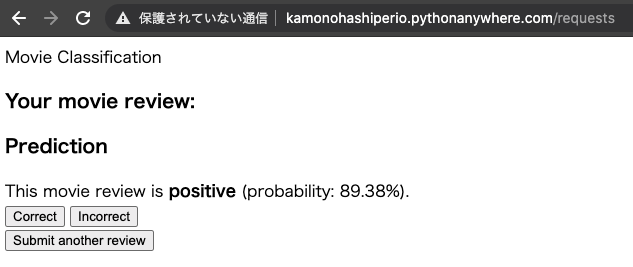 保護されていない通信 kamonohashiperio.pythonanywhere.com/requests
Movie Classification
Your movie review:
Prediction
This movie review is positive (probability: 89.38%).
Correct Incorrect
Submit another review